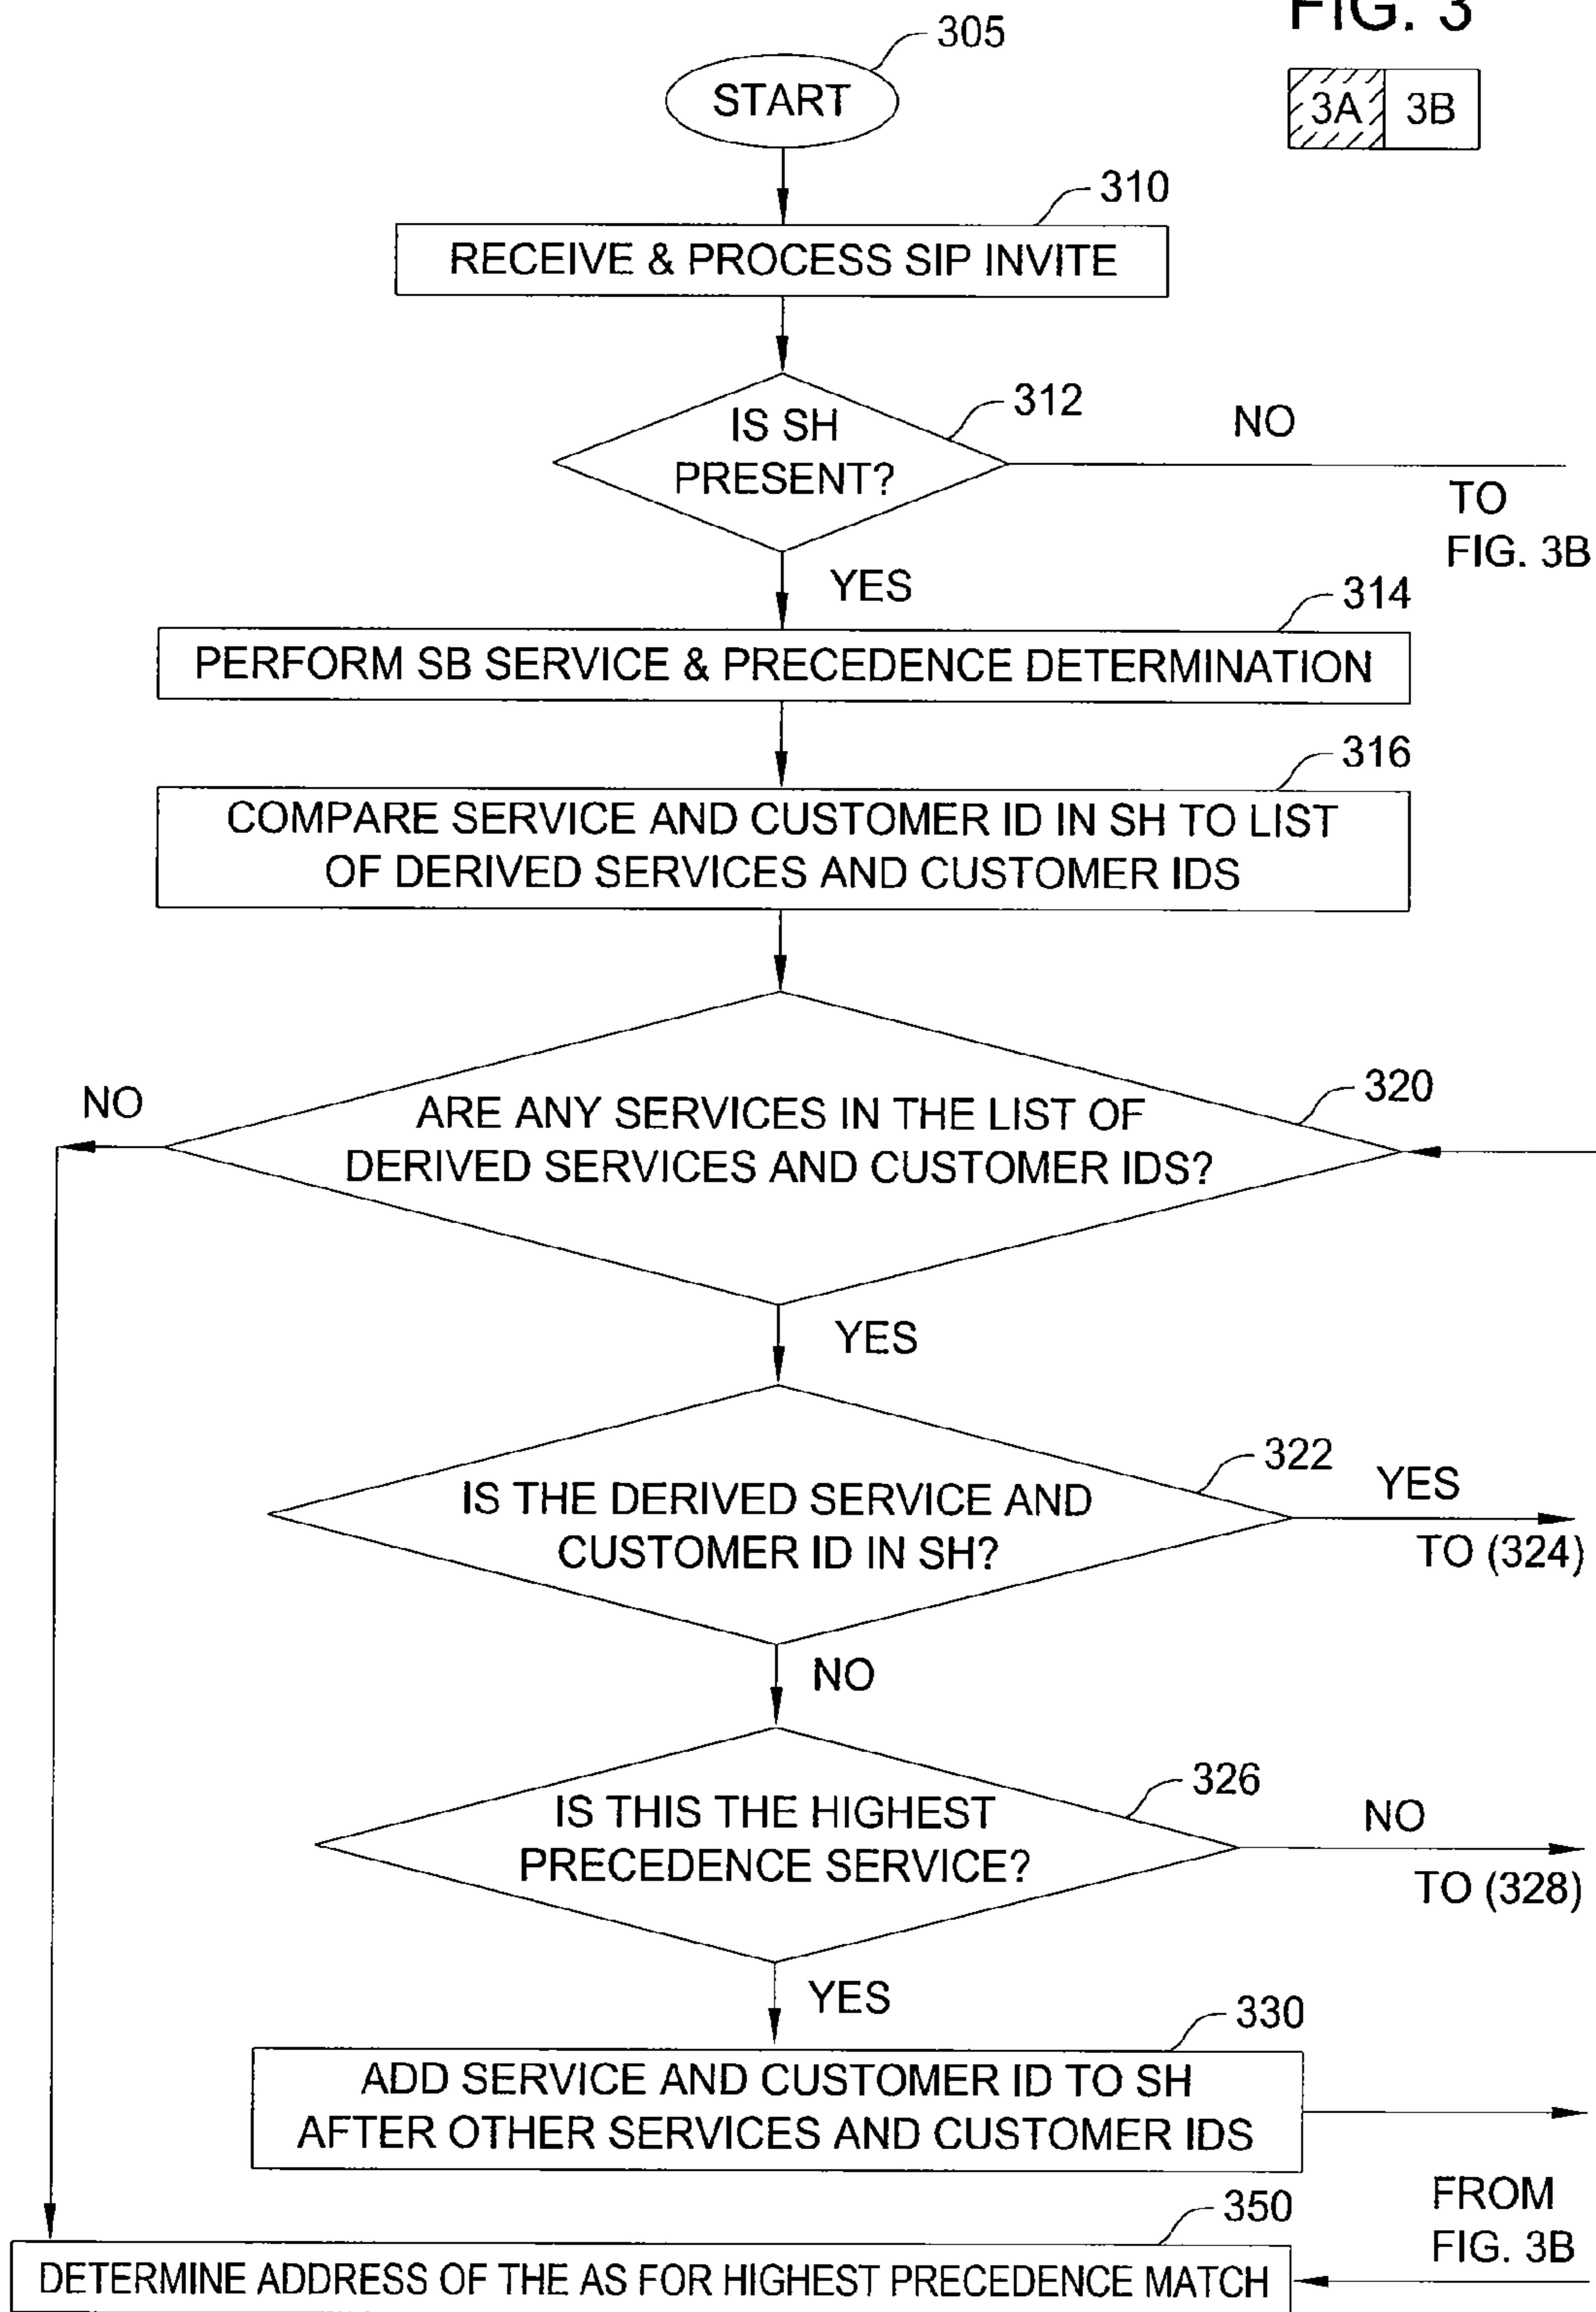 FIG. 3
3A 3B
305
START
310
RECEIVE & PROCESS SIP INVITE
312
IS SH
PRESENT?
NO
TO
FIG. 3B
YES
314
PERFORM SB SERVICE & PRECEDENCE DETERMINATION
316
COMPARE SERVICE AND CUSTOMER ID IN SH TO LIST
OF DERIVED SERVICES AND CUSTOMER IDS
320
NO
ARE ANY SERVICES IN THE LIST OF
DERIVED SERVICES AND CUSTOMER IDS?
YES
322
IS THE DERIVED SERVICE AND
CUSTOMER ID IN SH?
YES
TO (324)
NO
326
IS THIS THE HIGHEST
PRECEDENCE SERVICE?
NO
TO (328)
YES
330
ADD SERVICE AND CUSTOMER ID TO SH
AFTER OTHER SERVICES AND CUSTOMER IDS
350
FROM
FIG. 3B
DETERMINE ADDRESS OF THE AS FOR HIGHEST PRECEDENCE MATCH